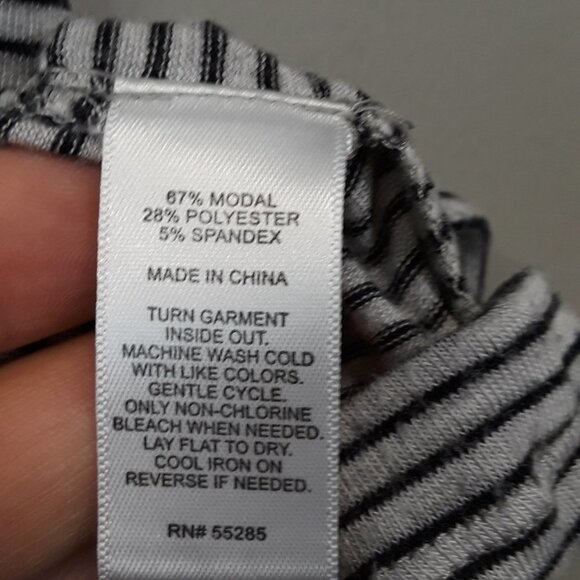 67% MODAL
28% POLYESTER
5% SPANDEX
MADE IN CHINA
TURN GARMENT
INSIDE OUT.
MACHINE WASH COLD
WITH LIKE COLORS.
GENTLE CYCLE.
ONLY NON-CHLORINE
BLEACH WHEN NEEDED.
LAY FLAT TO DRY.
COOL IRON ON
REVERSE IF NEEDED.
RN# 55285